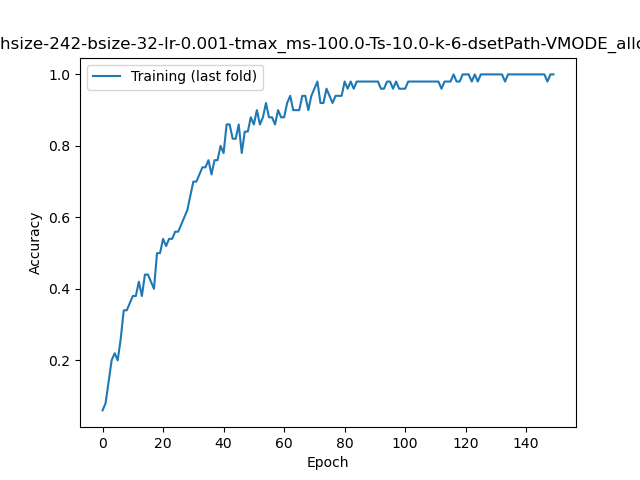 hsize-242-bsize-32-lr-0.001-tmax_ms-100.0-Ts-10.0-k-6-dsetPath-VMODE_allc
Training (last fold)
1.0
0.8
0.6
0.4
0.2
Accuracy
0 20 40 60 80 100 120 140
Epoch